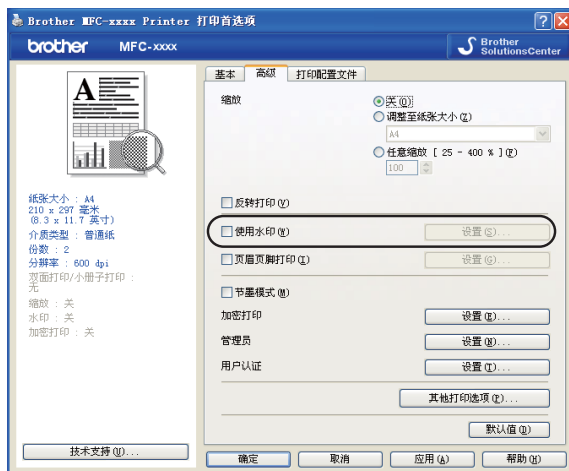 Brother MFC-xxxx Printer 打印首选项
brother MFC-xxxx
Brother
SolutionsCenter
基本 高级 打印配置文件
缩放
关(O)
调整至纸张大小(Z)
A4
任意缩放 [ 25 - 400 % ](F)
100
反转打印(V)
使用水印(W) 设置(S)...
页眉页脚打印(I) 设置(G)...
节墨模式(M)
加密打印 设置(E)...
管理员 设置(N)...
用户认证 设置(T)...
其他打印选项(P)...
默认值(D)
纸张大小 : A4
210 x 297 毫米
(8.3 x 11.7 英寸)
介质类型 : 普通纸
份数 : 2
分辨率 : 600 dpi
双面打印/小册子打印 :
无
缩放 : 关
水印 : 关
加密打印 : 关
技术支持(U)...
确定 取消 应用(A) 帮助(H)